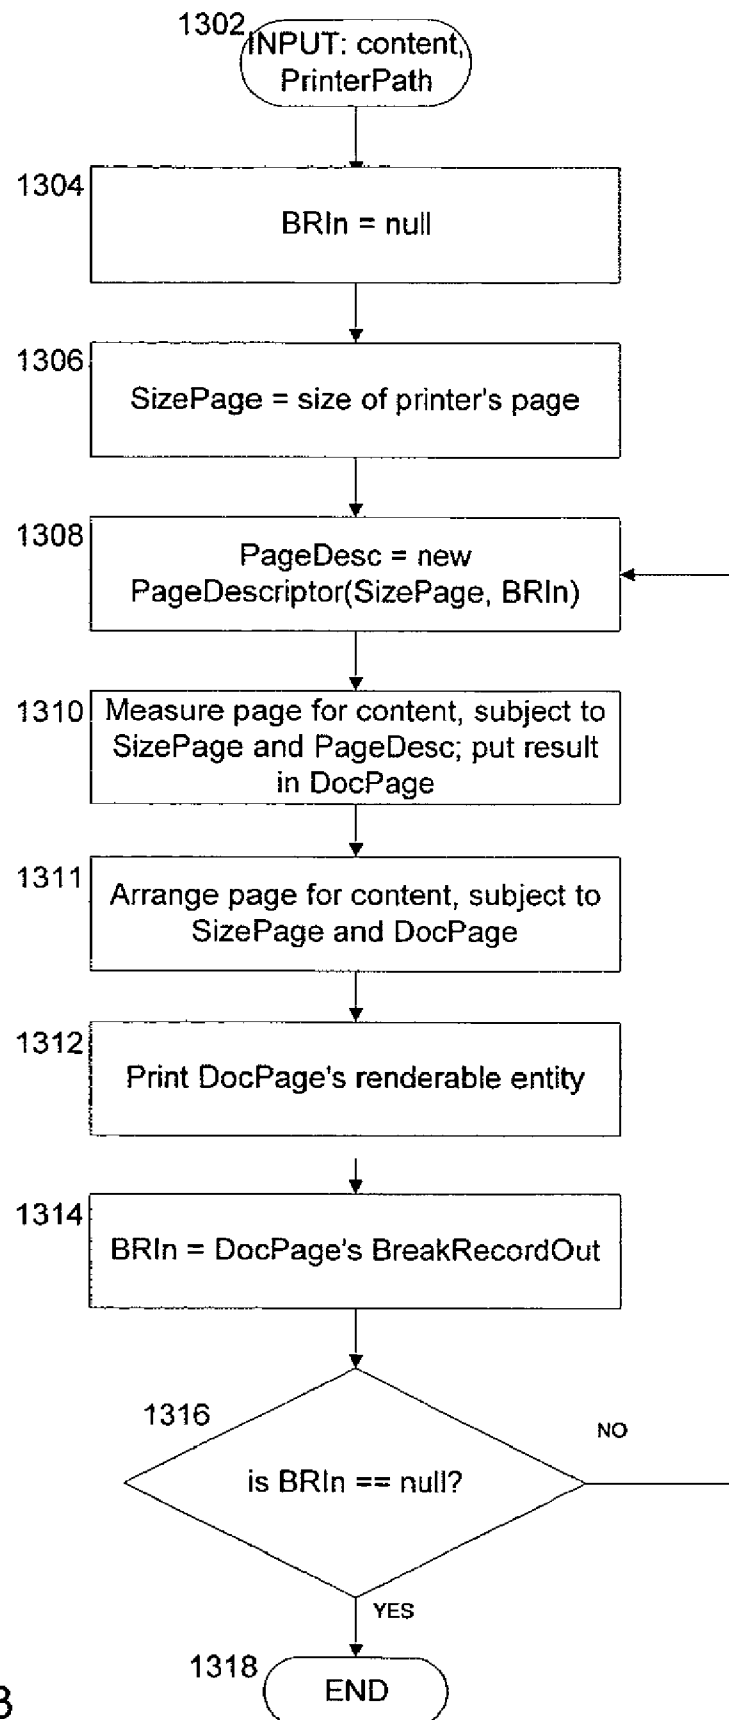 1302
INPUT: content,
PrinterPath
1304
BRIn = null
1306
SizePage = size of printer's page
1308
PageDesc = new
PageDescriptor(SizePage, BRIn)
1310
Measure page for content, subject to
SizePage and PageDesc; put result
in DocPage
1311
Arrange page for content, subject to
SizePage and DocPage
1312
Print DocPage's renderable entity
1314
BRIn = DocPage's BreakRecordOut
1316
is BRIn == null?
NO
YES
1318
END
3